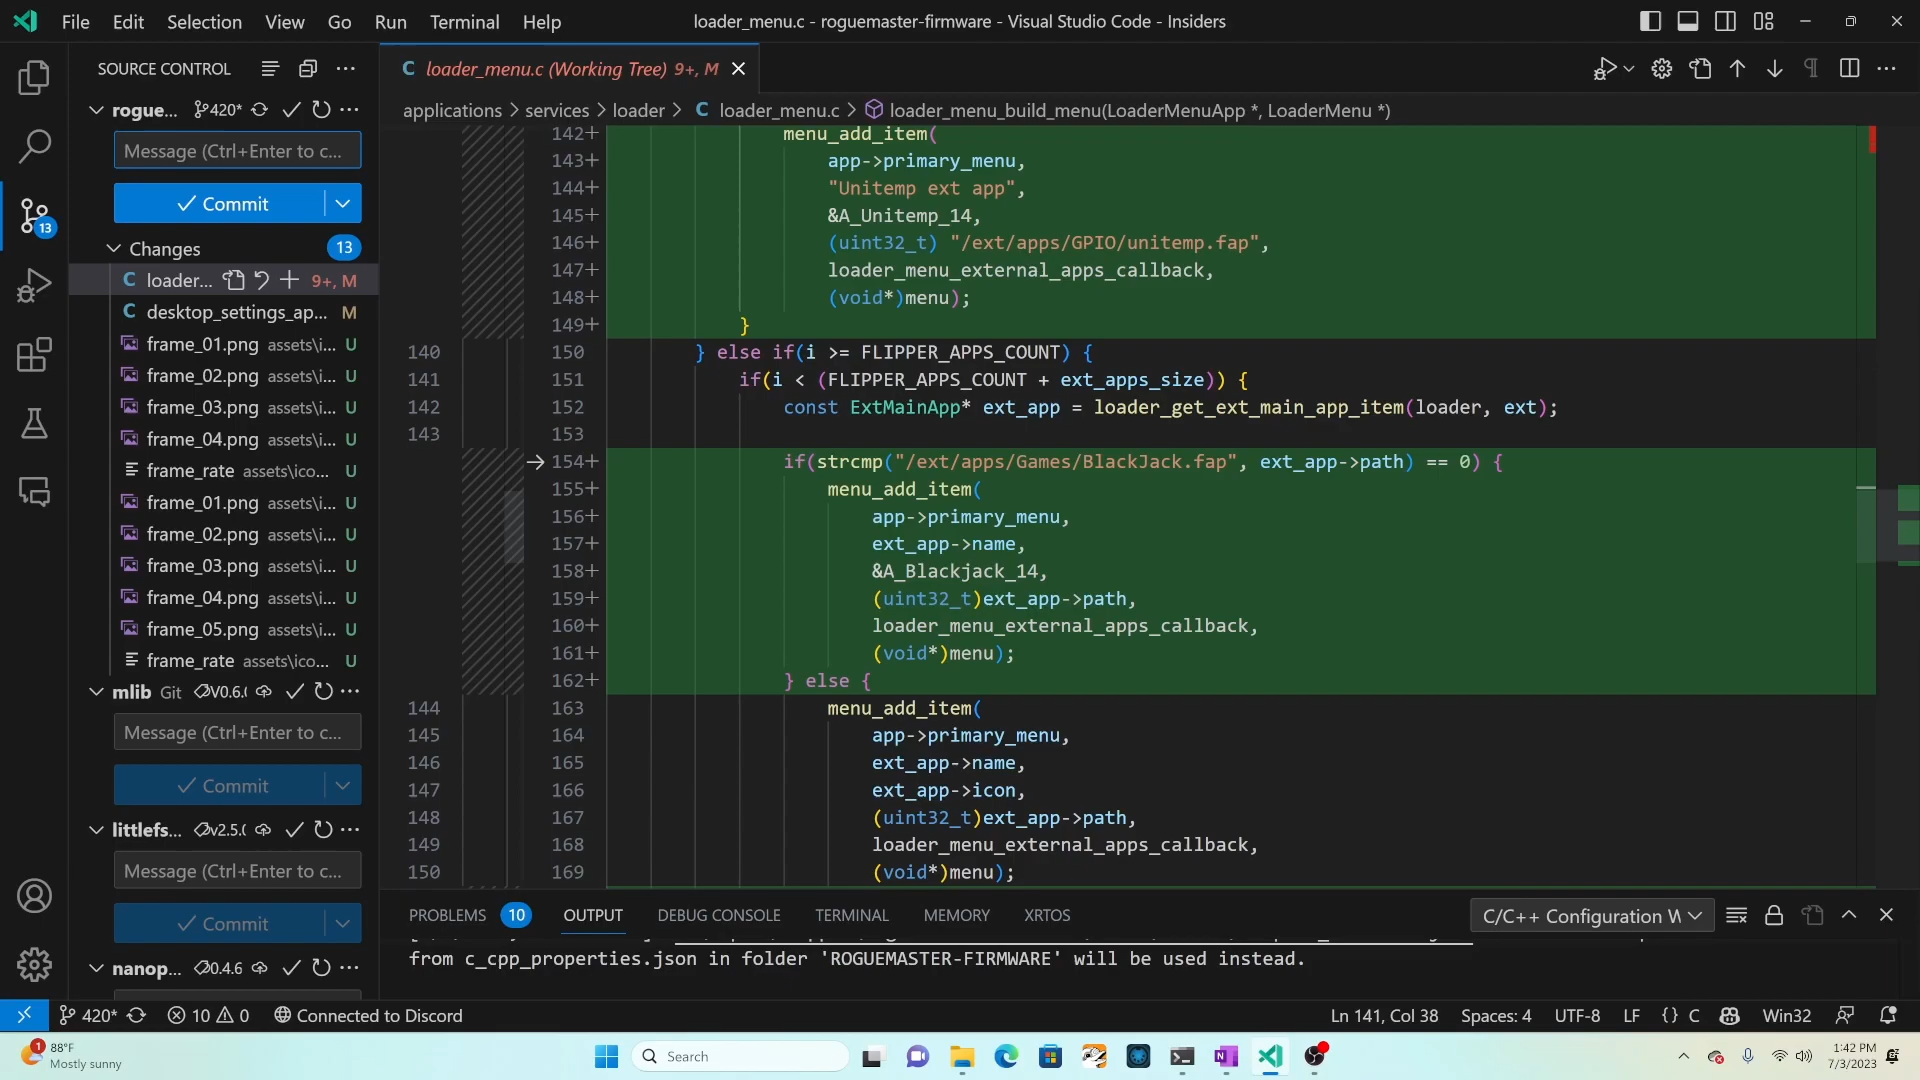 File Edit Selection View Go Run Terminal Help
loader_menu.c - roguemaster-firmware - Visual Studio Code - Insiders
SOURCE CONTROL
rogue... 420*
Message (Ctrl+Enter to c...
Commit
Changes 13
13
C loader... 9+, M
C desktop_settings_ap... M
frame_01.png assets\i... U
frame_02.png assets\i... U
frame_03.png assets\i... U
frame_04.png assets\i... U
frame_rate assets\ico... U
frame_01.png assets\i... U
frame_02.png assets\i... U
frame_03.png assets\i... U
frame_04.png assets\i... U
frame_05.png assets\i... U
frame_rate assets\ico... U
mlib Git V0.6.(
Message (Ctrl+Enter to c...
Commit
littlefs... v2.5.(
Message (Ctrl+Enter to c...
Commit
nanop... 0.4.6
C loader_menu.c (Working Tree) 9+, M
applications > services > loader > C loader_menu.c > loader_menu_build_menu(LoaderMenuApp *, LoaderMenu *)
142+ menu_add_item(
143+ app->primary_menu,
144+ "Unitemp ext app",
145+ &A_Unitemp_14,
146+ (uint32_t) "/ext/apps/GPIO/unitemp.fap",
147+ loader_menu_external_apps_callback,
148+ (void*)menu);
149+ }
140 150 } else if(i >= FLIPPER_APPS_COUNT) {
141 151 if(i < (FLIPPER_APPS_COUNT + ext_apps_size)) {
142 152 const ExtMainApp* ext_app = loader_get_ext_main_app_item(loader, ext);
143 153
154+ if(strcmp("/ext/apps/Games/BlackJack.fap", ext_app->path) == 0) {
155+ menu_add_item(
156+ app->primary_menu,
157+ ext_app->name,
158+ &A_Blackjack_14,
159+ (uint32_t)ext_app->path,
160+ loader_menu_external_apps_callback,
161+ (void*)menu);
162+ } else {
144 163 menu_add_item(
145 164 app->primary_menu,
146 165 ext_app->name,
147 166 ext_app->icon,
148 167 (uint32_t)ext_app->path,
149 168 loader_menu_external_apps_callback,
150 169 (void*)menu);
PROBLEMS 10 OUTPUT DEBUG CONSOLE TERMINAL MEMORY XRTOS
C/C++ Configuration W
from c_cpp_properties.json in folder 'ROGUEMASTER-FIRMWARE' will be used instead.
420* 10 0 Connected to Discord
Ln 141, Col 38 Spaces: 4 UTF-8 LF {} C Win32
1 88°F
Mostly sunny
Search
1:42 PM
7/3/2023